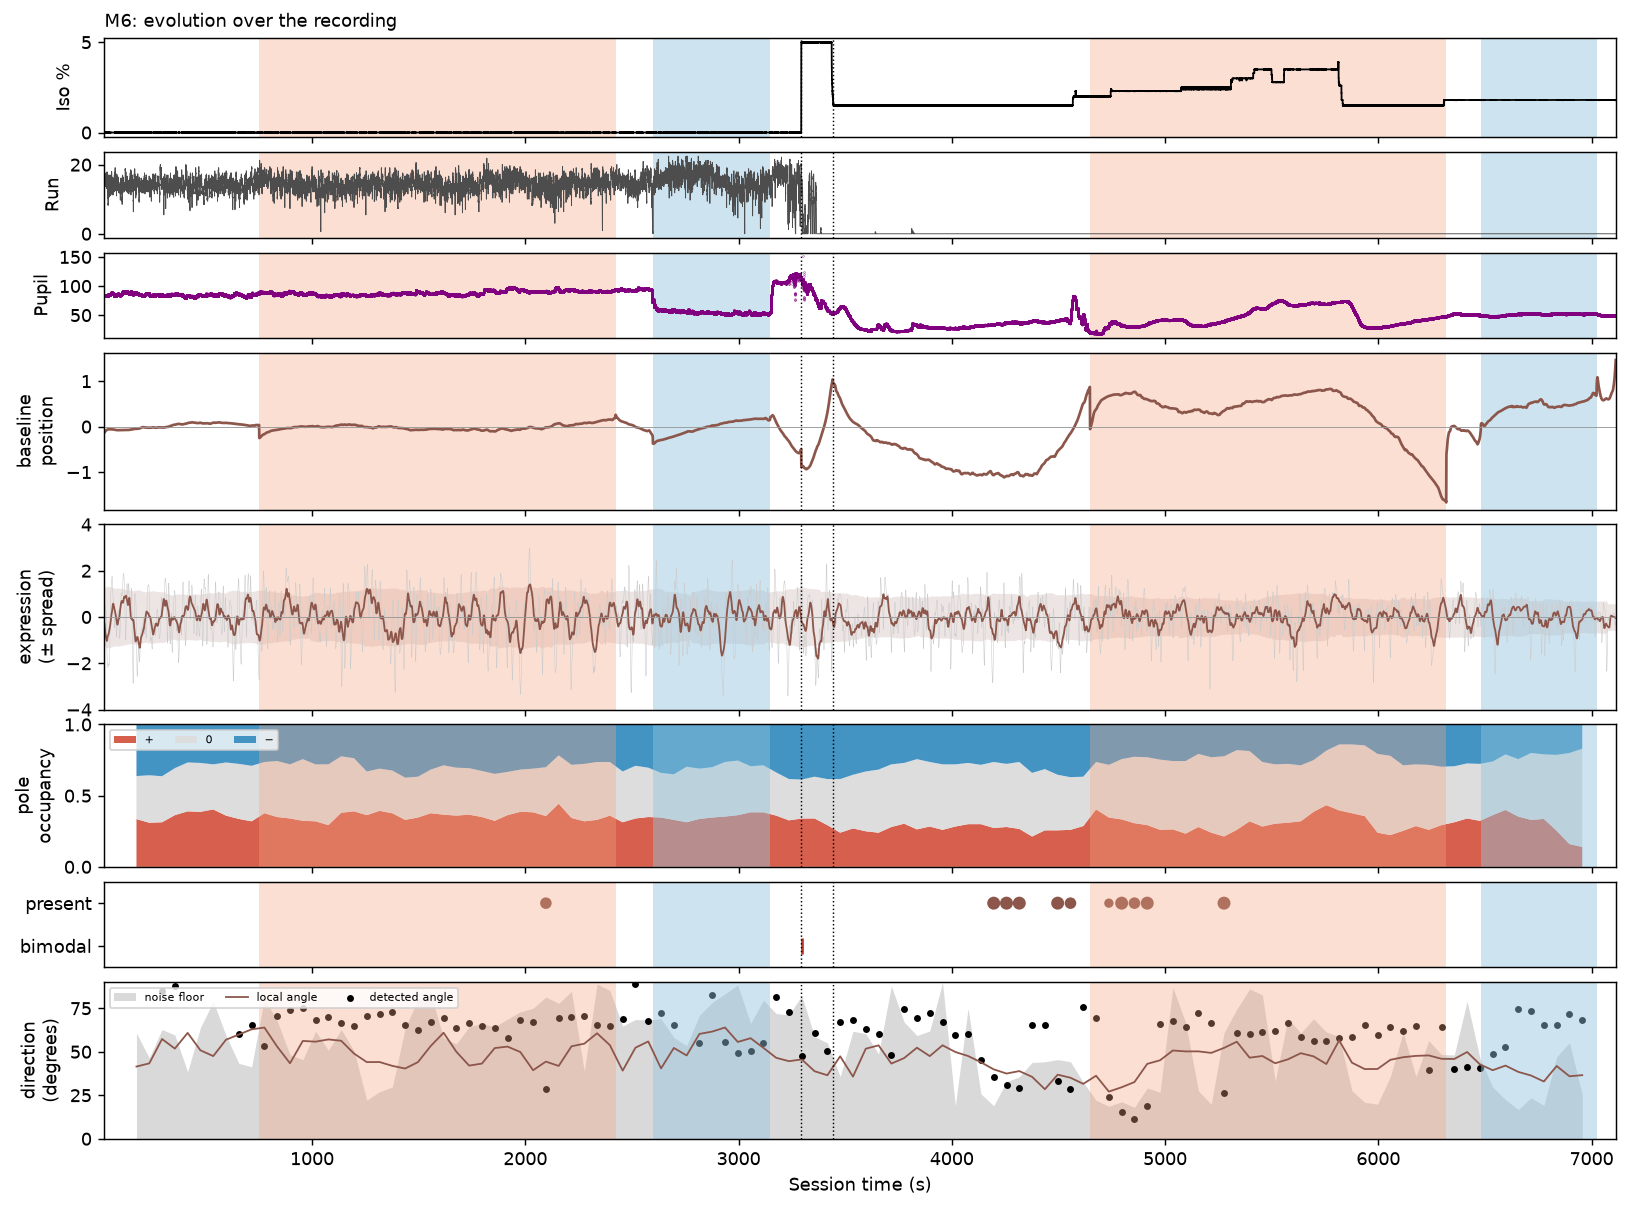 M6: evolution over the recording
Iso %
5
0
Run
20
0
Pupil
150
100
50
baseline
position
1
0
−1
expression
(± spread)
4
2
0
−2
−4
pole
occupancy
1.0
0.5
0.0
+ 0 −
present
bimodal
direction
(degrees)
75
50
25
0
noise floor local angle detected angle
1000 2000 3000 4000 5000 6000 7000
Session time (s)